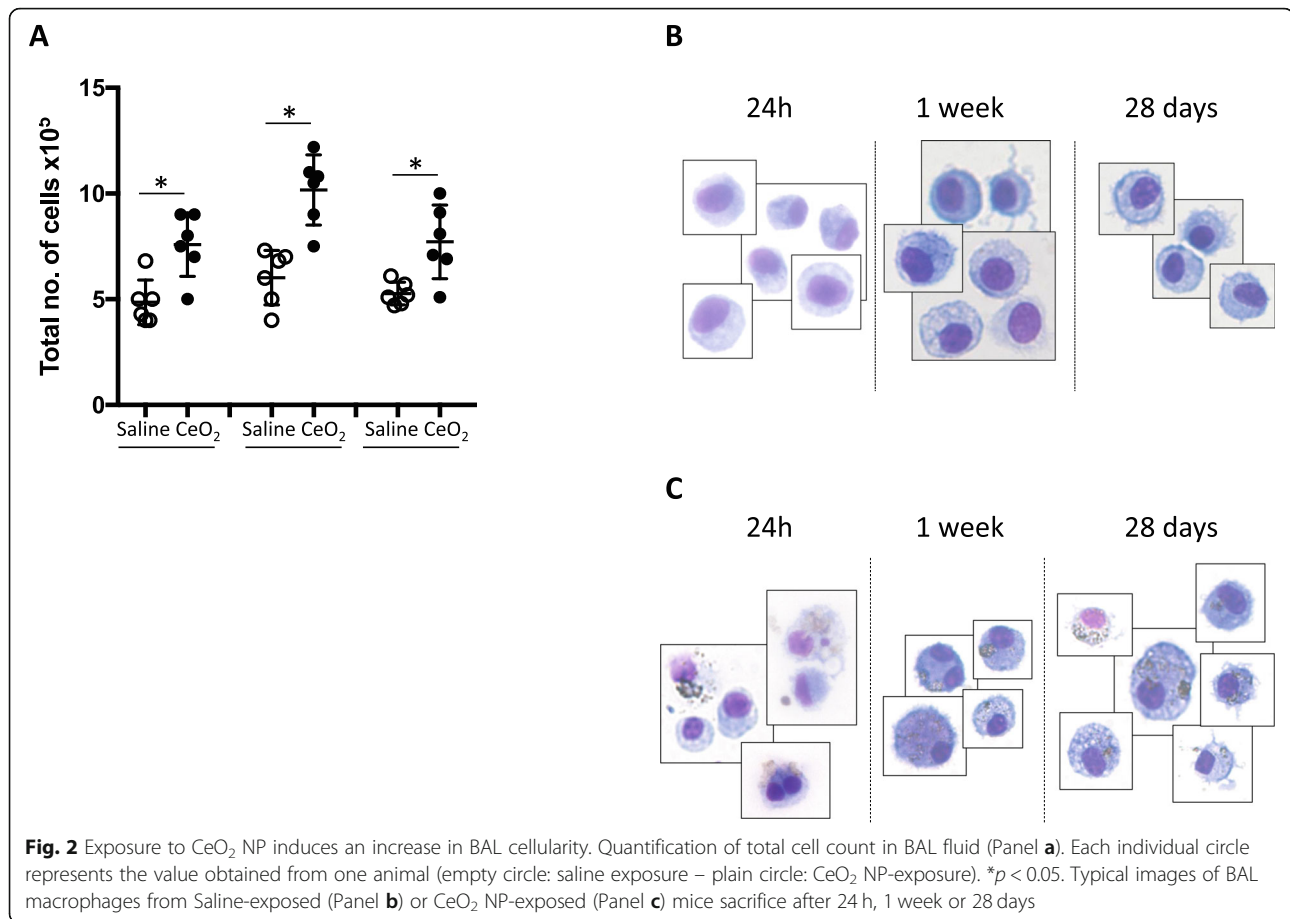 A
Total no. of cells x10⁵
15
10
5
0
*
*
*
Saline CeO₂
Saline CeO₂
Saline CeO₂
B
24h
1 week
28 days
C
24h
1 week
28 days
Fig. 2 Exposure to CeO₂ NP induces an increase in BAL cellularity. Quantification of total cell count in BAL fluid (Panel a). Each individual circle
represents the value obtained from one animal (empty circle: saline exposure – plain circle: CeO₂ NP-exposure). *p < 0.05. Typical images of BAL
macrophages from Saline-exposed (Panel b) or CeO₂ NP-exposed (Panel c) mice sacrifice after 24 h, 1 week or 28 days